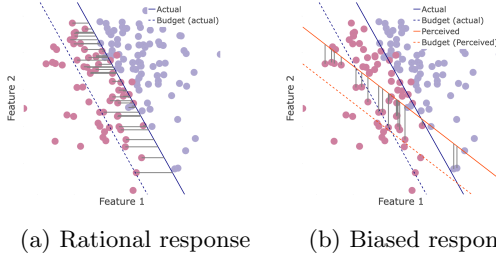 Actual
Budget (actual)
Feature 2
Feature 1
(a) Rational response
Actual
Budget (actual)
Perceived
Budget (Perceived)
Feature 2
Feature 1
(b) Biased respon